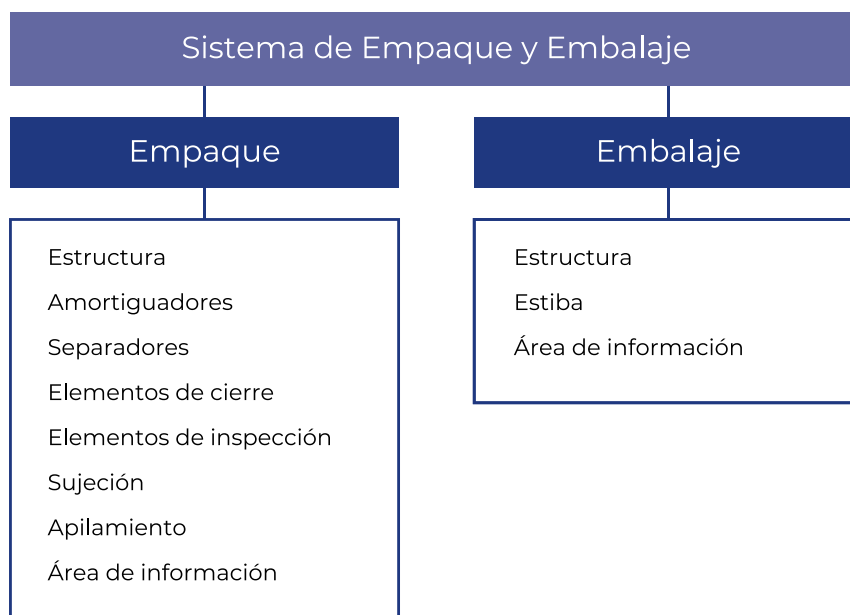 Sistema de Empaque y Embalaje
Empaque
Estructura
Amortiguadores
Separadores
Elementos de cierre
Elementos de inspección
Sujeción
Apilamiento
Área de información
Embalaje
Estructura
Estiba
Área de información